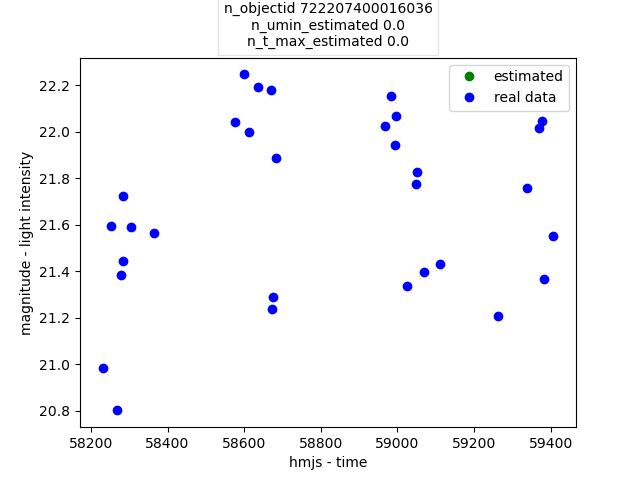 n_objectid 722207400016036
n_umin_estimated 0.0
n_t_max_estimated 0.0
estimated
real data
magnitude - light intensity
22.2
22.0
21.8
21.6
21.4
21.2
21.0
20.8
58200 58400 58600 58800 59000 59200 59400
hmjs - time